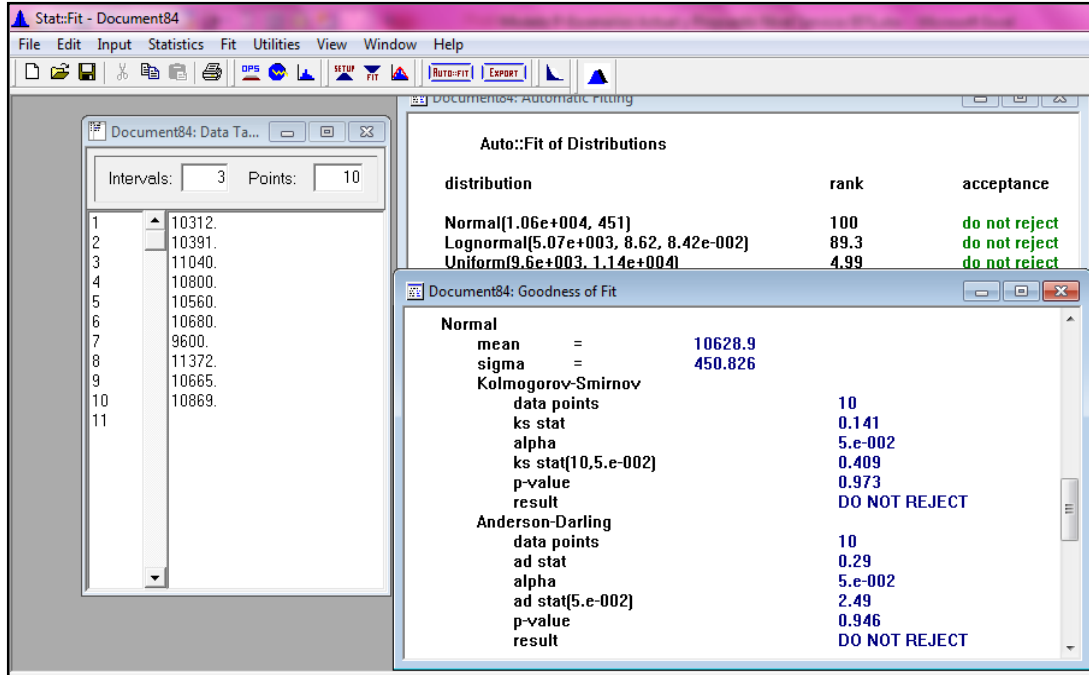 Stat::Fit - Document84
File Edit Input Statistics Fit Utilities View Window Help
DPS SETUP FIT AUTO::FIT EXPORT
Document84: Data Ta...
Intervals: 3 Points: 10
1 10312.
2 10391.
3 11040.
4 10800.
5 10560.
6 10680.
7 9600.
8 11372.
9 10665.
10 10869.
11
Document84: Automatic Fitting
Auto::Fit of Distributions
distribution rank acceptance
Normal(1.06e+004, 451) 100 do not reject
Lognormal(5.07e+003, 8.62, 8.42e-002) 89.3 do not reject
Uniform(9.6e+003, 1.14e+004) 4.99 do not reject
Document84: Goodness of Fit
Normal
mean = 10628.9
sigma = 450.826
Kolmogorov-Smirnov
data points 10
ks stat 0.141
alpha 5.e-002
ks stat(10,5.e-002) 0.409
p-value 0.973
result DO NOT REJECT
Anderson-Darling
data points 10
ad stat 0.29
alpha 5.e-002
ad stat(5.e-002) 2.49
p-value 0.946
result DO NOT REJECT